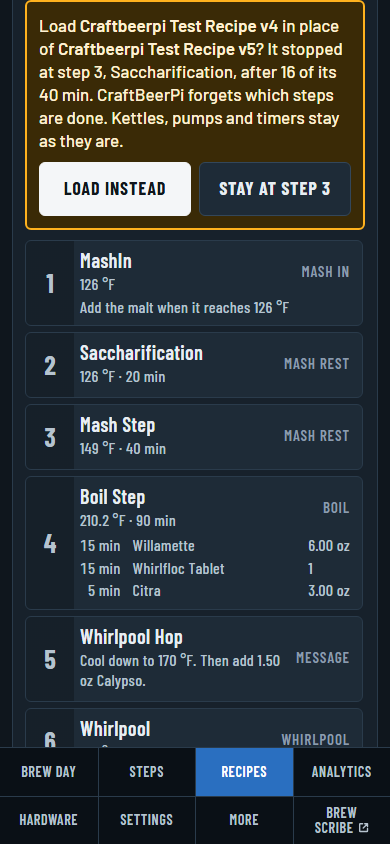 Load Craftbeerpi Test Recipe v4 in place
of Craftbeerpi Test Recipe v5? It stopped
at step 3, Saccharification, after 16 of its
40 min. CraftBeerPi forgets which steps
are done. Kettles, pumps and timers stay
as they are.
LOAD INSTEAD
STAY AT STEP 3
1
MashIn
126 °F
Add the malt when it reaches 126 °F
MASH IN
2
Saccharification
126 °F · 20 min
MASH REST
3
Mash Step
149 °F · 40 min
MASH REST
4
Boil Step
210.2 °F · 90 min
BOIL
15 min Willamette 6.00 oz
15 min Whirlfloc Tablet 1
5 min Citra 3.00 oz
5
Whirlpool Hop
Cool down to 170 °F. Then add 1.50
oz Calypso.
MESSAGE
6
Whirlpool
WHIRLPOOL
BREW DAY
STEPS
RECIPES
ANALYTICS
HARDWARE
SETTINGS
MORE
BREW
SCRIBE